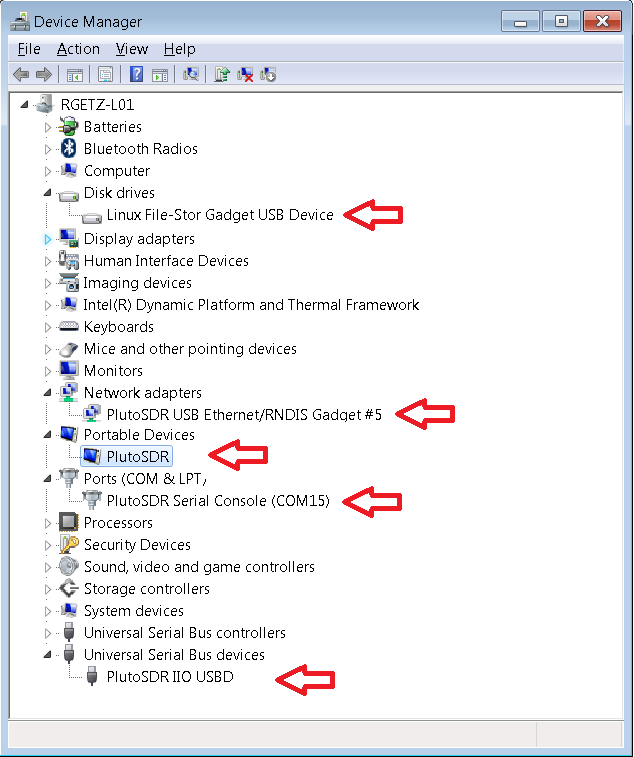 Device Manager
File Action View Help
RGETZ-L01
Batteries
Bluetooth Radios
Computer
Disk drives
Linux File-Stor Gadget USB Device
Display adapters
Human Interface Devices
Imaging devices
Intel(R) Dynamic Platform and Thermal Framework
Keyboards
Mice and other pointing devices
Monitors
Network adapters
PlutoSDR USB Ethernet/RNDIS Gadget #5
Portable Devices
PlutoSDR
Ports (COM & LPT)
PlutoSDR Serial Console (COM15)
Processors
Security Devices
Sound, video and game controllers
Storage controllers
System devices
Universal Serial Bus controllers
Universal Serial Bus devices
PlutoSDR IIO USBD